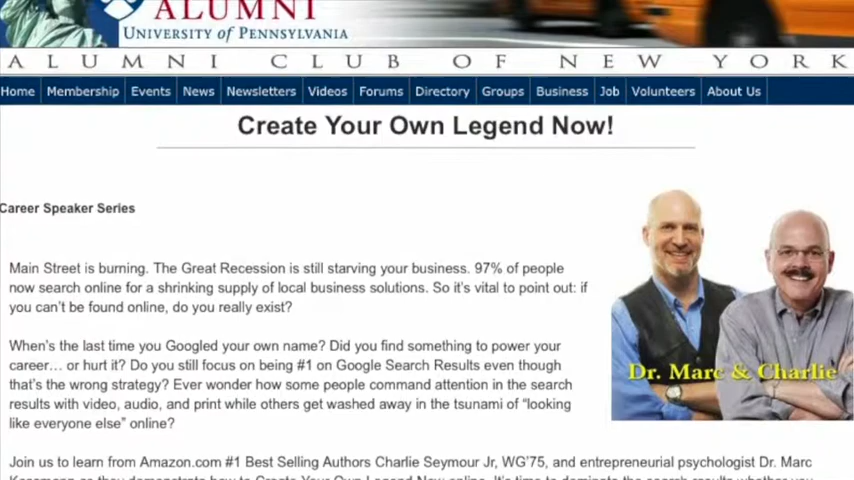 ALUMNI
UNIVERSITY of PENNSYLVANIA
ALUMNI CLUB OF NEW YORK
Home Membership Events News Newsletters Videos Forums Directory Groups Business Job Volunteers About Us
Create Your Own Legend Now!
Career Speaker Series
Main Street is burning. The Great Recession is still starving your business. 97% of people
now search online for a shrinking supply of local business solutions. So it's vital to point out: if
you can't be found online, do you really exist?
When's the last time you Googled your own name? Did you find something to power your
career… or hurt it? Do you still focus on being #1 on Google Search Results even though
that's the wrong strategy? Ever wonder how some people command attention in the search
results with video, audio, and print while others get washed away in the tsunami of “looking
like everyone else” online?
Dr. Marc & Charlie
Join us to learn from Amazon.com #1 Best Selling Authors Charlie Seymour Jr, WG'75, and entrepreneurial psychologist Dr. Marc